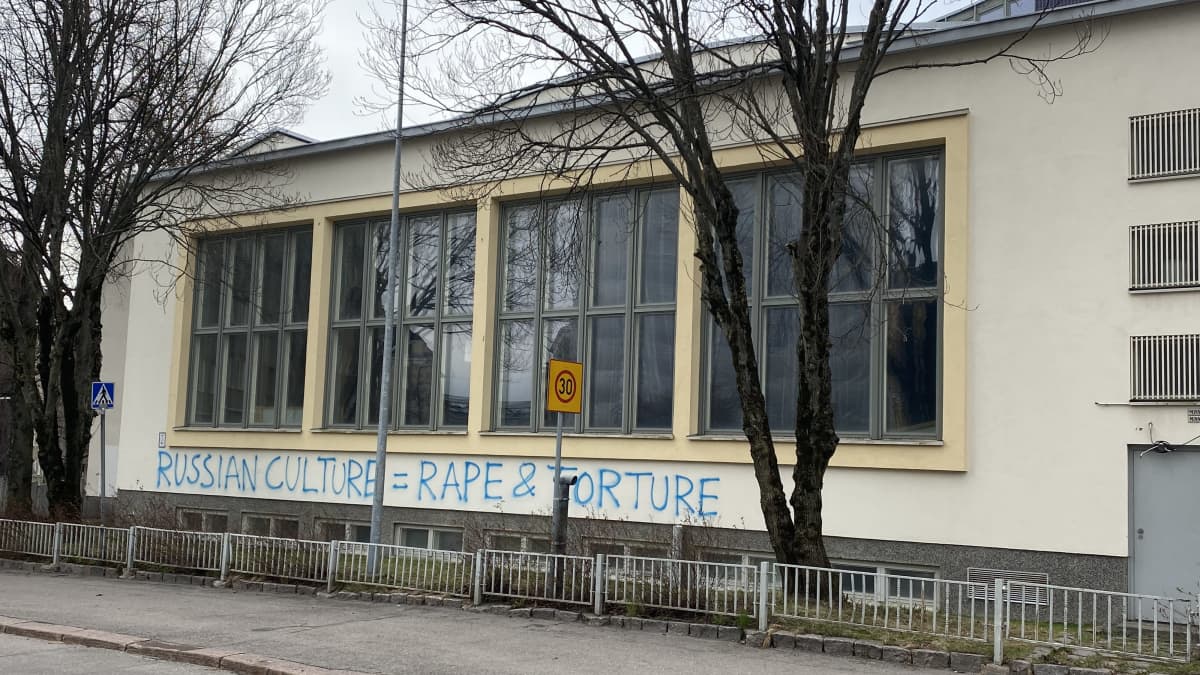 RUSSIAN CULTURE = RAPE & TORTURE
30